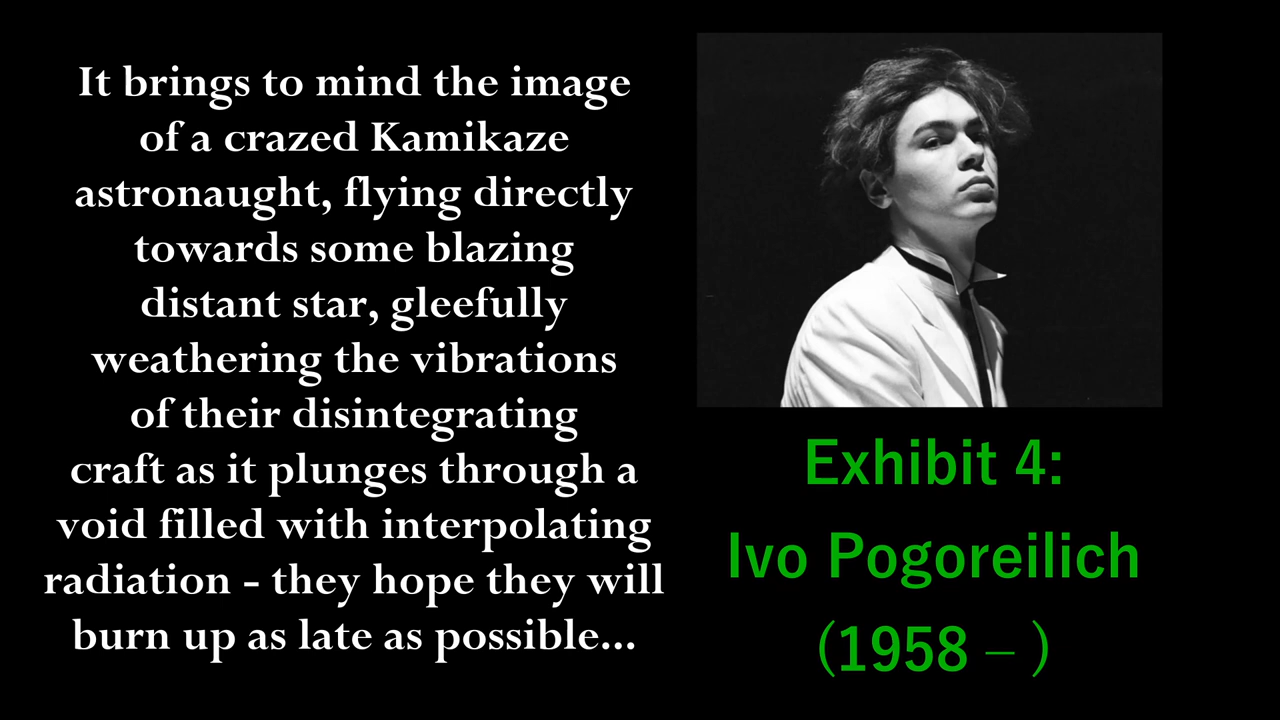 It brings to mind the image
of a crazed Kamikaze
astronaught, flying directly
towards some blazing
distant star, gleefully
weathering the vibrations
of their disintegrating
craft as it plunges through a
void filled with interpolating
radiation - they hope they will
burn up as late as possible...
Exhibit 4:
Ivo Pogoreilich
(1958 – )